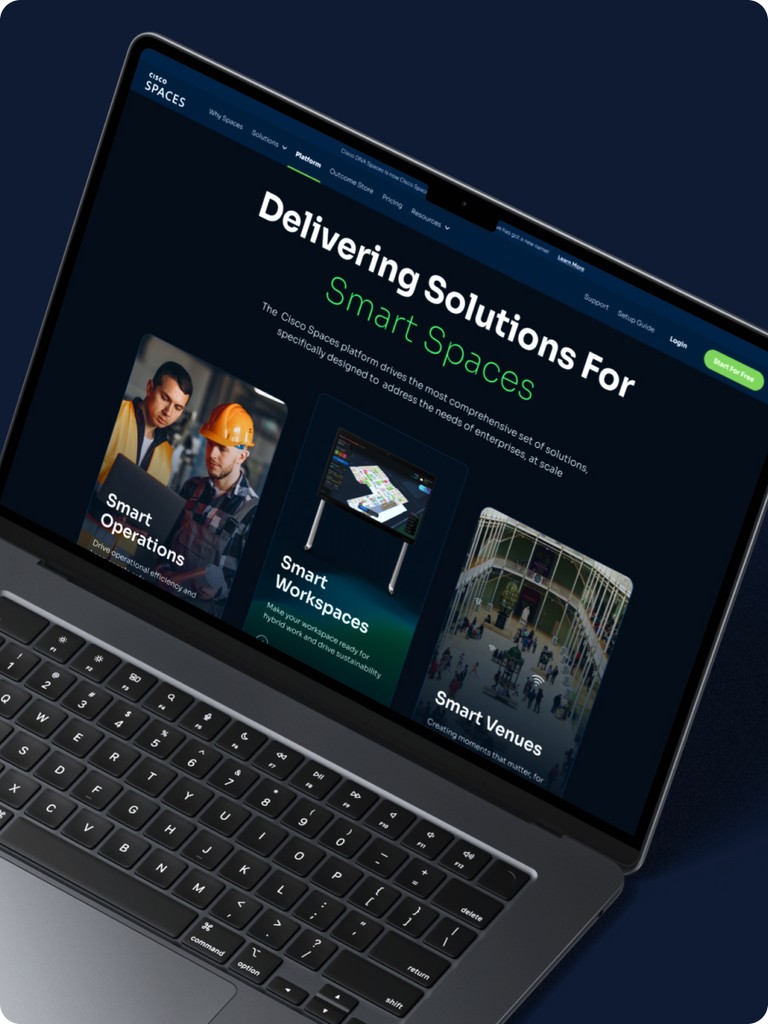 Cisco DNA Spaces is now Cisco Spac
has got a new name!
Learn More
CISCO
SPACES
Why Spaces
Solutions
Platform
Outcome Store
Pricing
Resources
Support
Setup Guide
Login
Start For Free
Delivering Solutions For
Smart Spaces
The Cisco Spaces platform drives the most comprehensive set of solutions,
specifically designed to address the needs of enterprises, at scale
Smart
Operations
Drive operational efficiency and
Smart
Workspaces
Make your workspace ready for
hybrid work and drive sustainability
Smart Venues
Creating moments that matter, for
F1 F2 F3 F4 F5 F6 F7 F8 F9 F10 F11 F12
! @ # $ % ^ & * ( ) — +
1 2 3 4 5 6 7 8 9 0 - =
delete
Q W E R T Y U I O P { } |
[ ] \
S D F G H J K L : "
; '
return
X C V B N M < > ?
, . /
shift
⌘ ⌥
command option